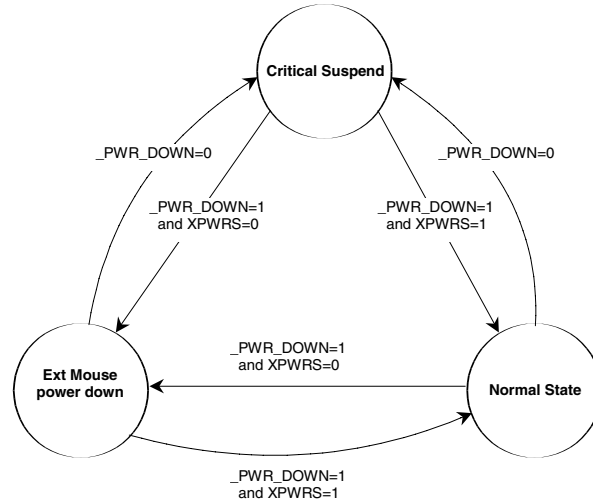 Critical Suspend
_PWR_DOWN=0
_PWR_DOWN=0
_PWR_DOWN=1
and XPWRS=0
_PWR_DOWN=1
and XPWRS=1
Ext Mouse
power down
_PWR_DOWN=1
and XPWRS=0
Normal State
_PWR_DOWN=1
and XPWRS=1